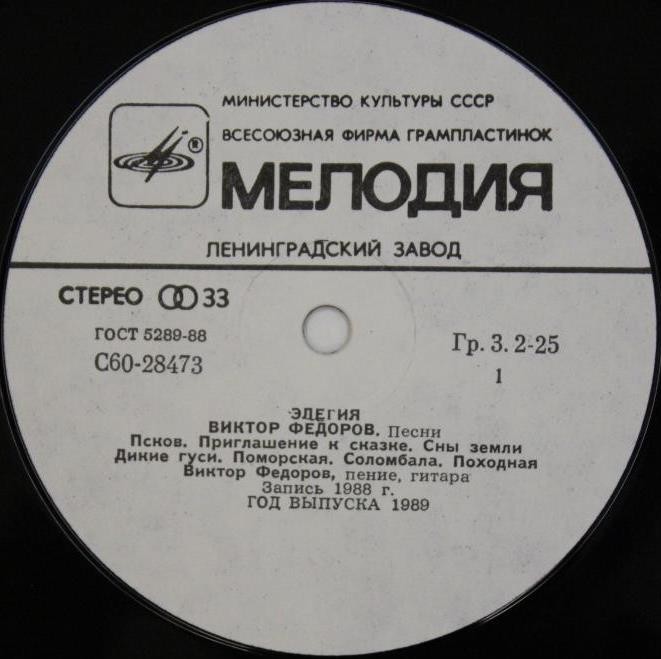 МИНИСТЕРСТВО КУЛЬТУРЫ СССР
ВСЕСОЮЗНАЯ ФИРМА ГРАМПЛАСТИНОК
®
МЕЛОДИЯ
ЛЕНИНГРАДСКИЙ ЗАВОД
СТЕРЕО 33
ГОСТ 5289-88
С60-28473
Гр. 3. 2-25
1
ЭЛЕГИЯ
ВИКТОР ФЕДОРОВ. Песни
Псков. Приглашение к сказке. Сны земли
Дикие гуси. Поморская. Соломбала. Походная
Виктор Федоров, пение, гитара
Запись 1988 г.
ГОД ВЫПУСКА 1989